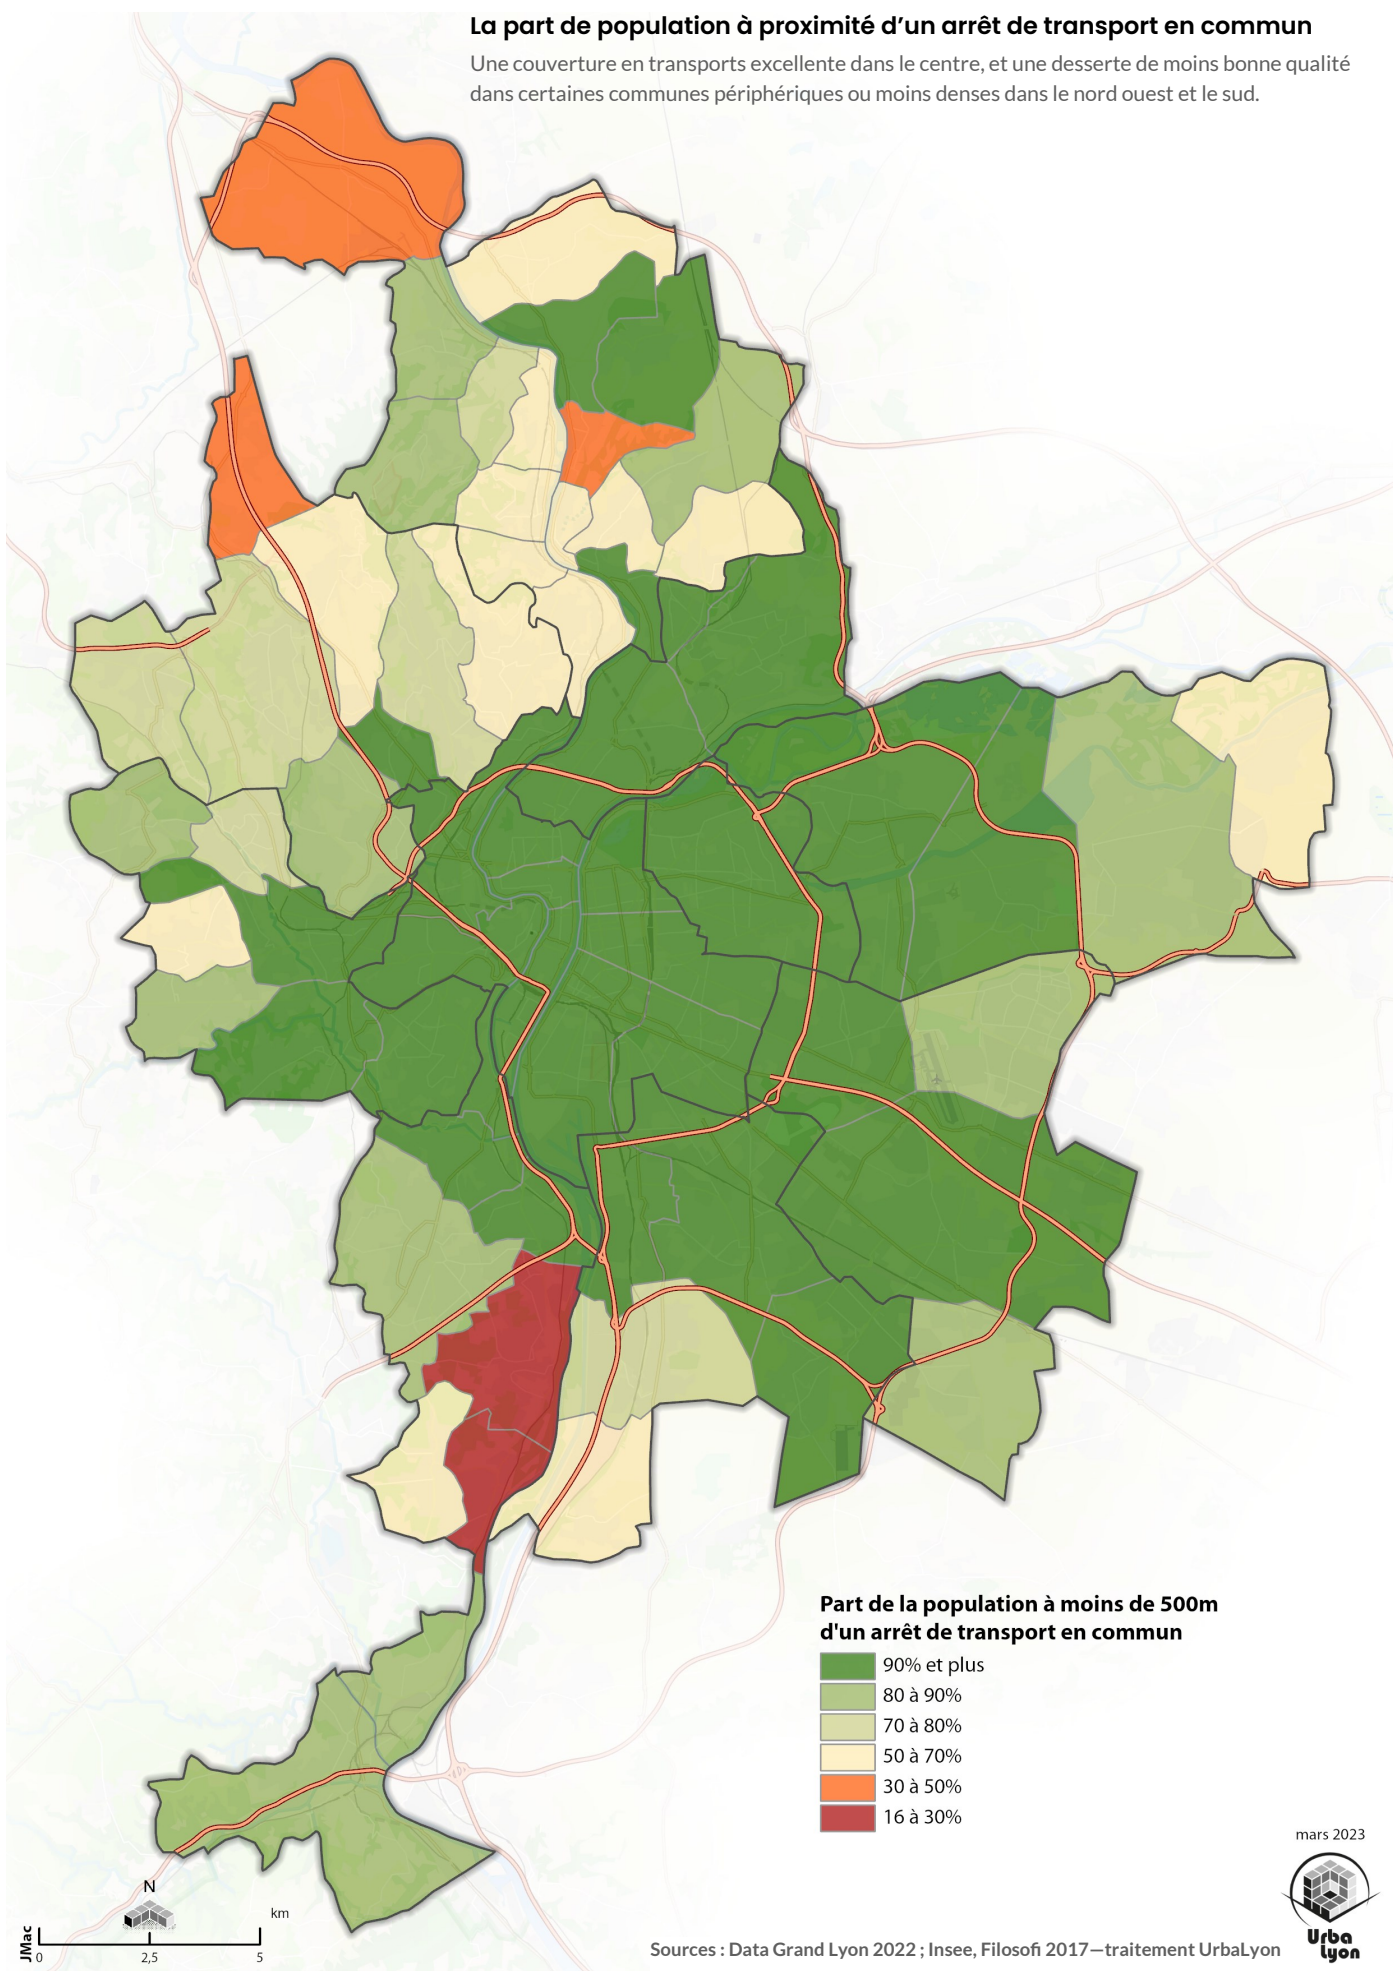 La part de population à proximité d’un arrêt de transport en commun
Une couverture en transports excellente dans le centre, et une desserte de moins bonne qualité
dans certaines communes périphériques ou moins denses dans le nord ouest et le sud.
Part de la population à moins de 500m
d'un arrêt de transport en commun
90% et plus
80 à 90%
70 à 80%
50 à 70%
30 à 50%
16 à 30%
mars 2023
N
km
JMac
0
2,5
5
Sources : Data Grand Lyon 2022 ; Insee, Filosofi 2017—traitement UrbaLyon
Urba
Lyon